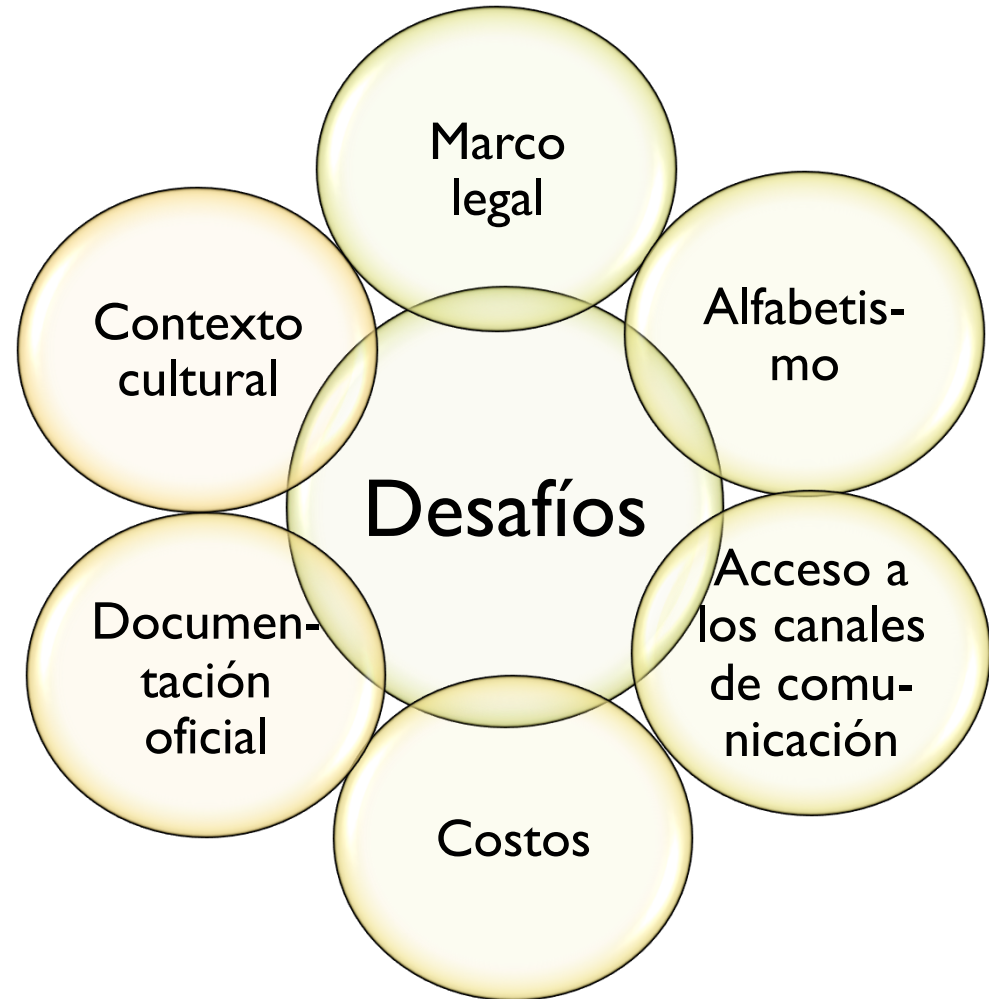 Marco
legal
Alfabetis-
mo
Acceso a
los canales
de comu-
nicación
Costos
Documen-
tación
oficial
Contexto
cultural
Desafíos